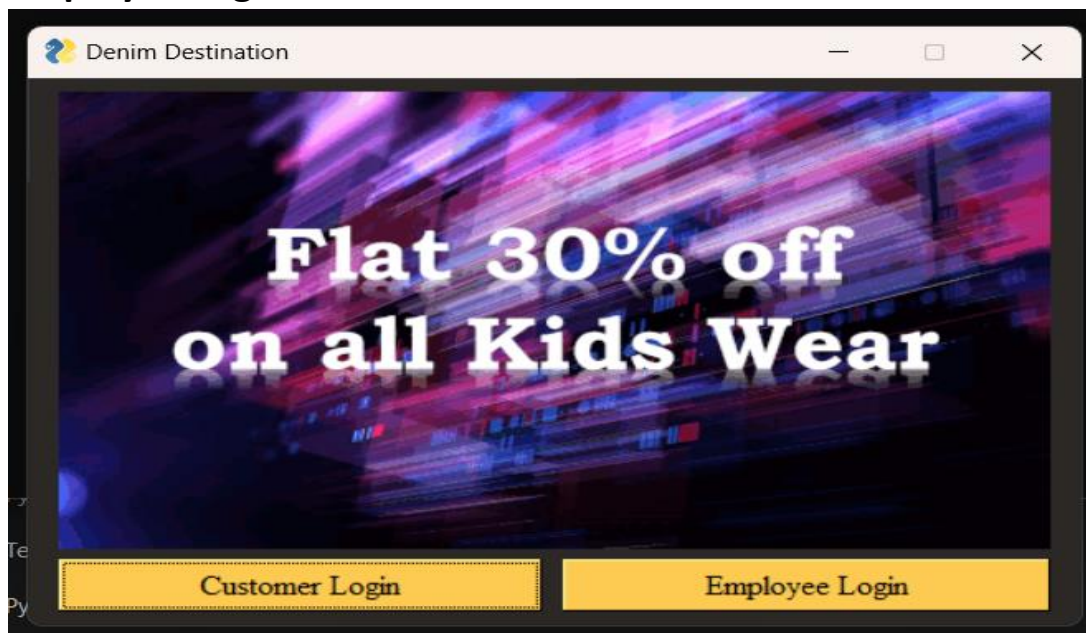 Denim Destination
Flat 30% off
on all Kids Wear
Customer Login
Employee Login